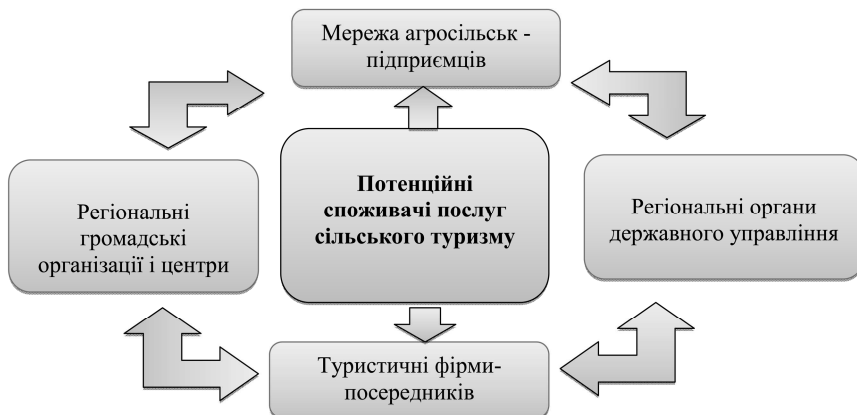 Мережа агросільськ -
підприємців
Потенційні
споживачі послуг
сільського туризму
Регіональні
громадські
організації і центри
Регіональні органи
державного управління
Туристичні фірми-
посередників